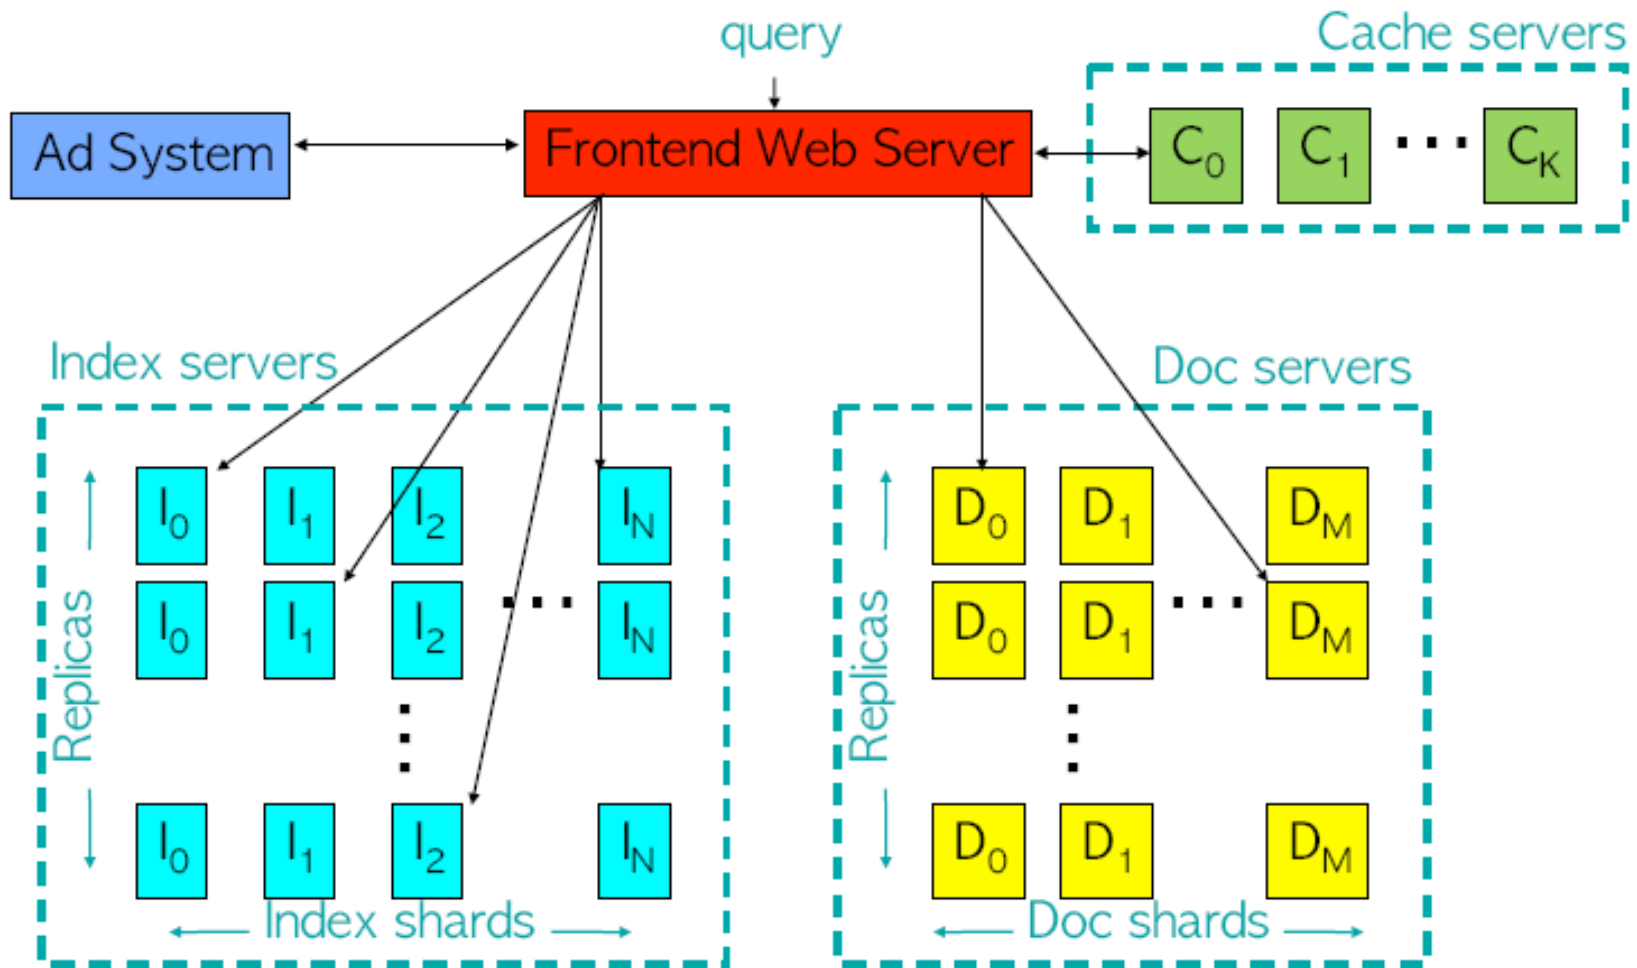 query
Cache servers
Ad System
Frontend Web Server
C0 C1 ... CK
Index servers
Doc servers
Replicas
I0 I1 I2 IN
I0 I1 I2 ... IN
I0 I1 I2 IN
Index shards
Replicas
D0 D1 DM
D0 D1 ... DM
D0 D1 DM
Doc shards